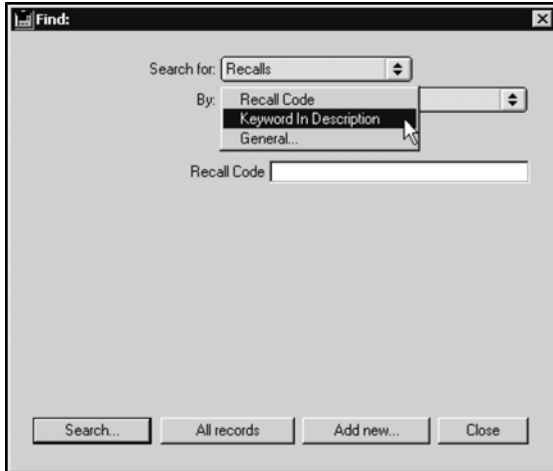 Find:
Search for: Recalls
By: Recall Code
Keyword In Description
General...
Recall Code
Search... All records Add new... Close